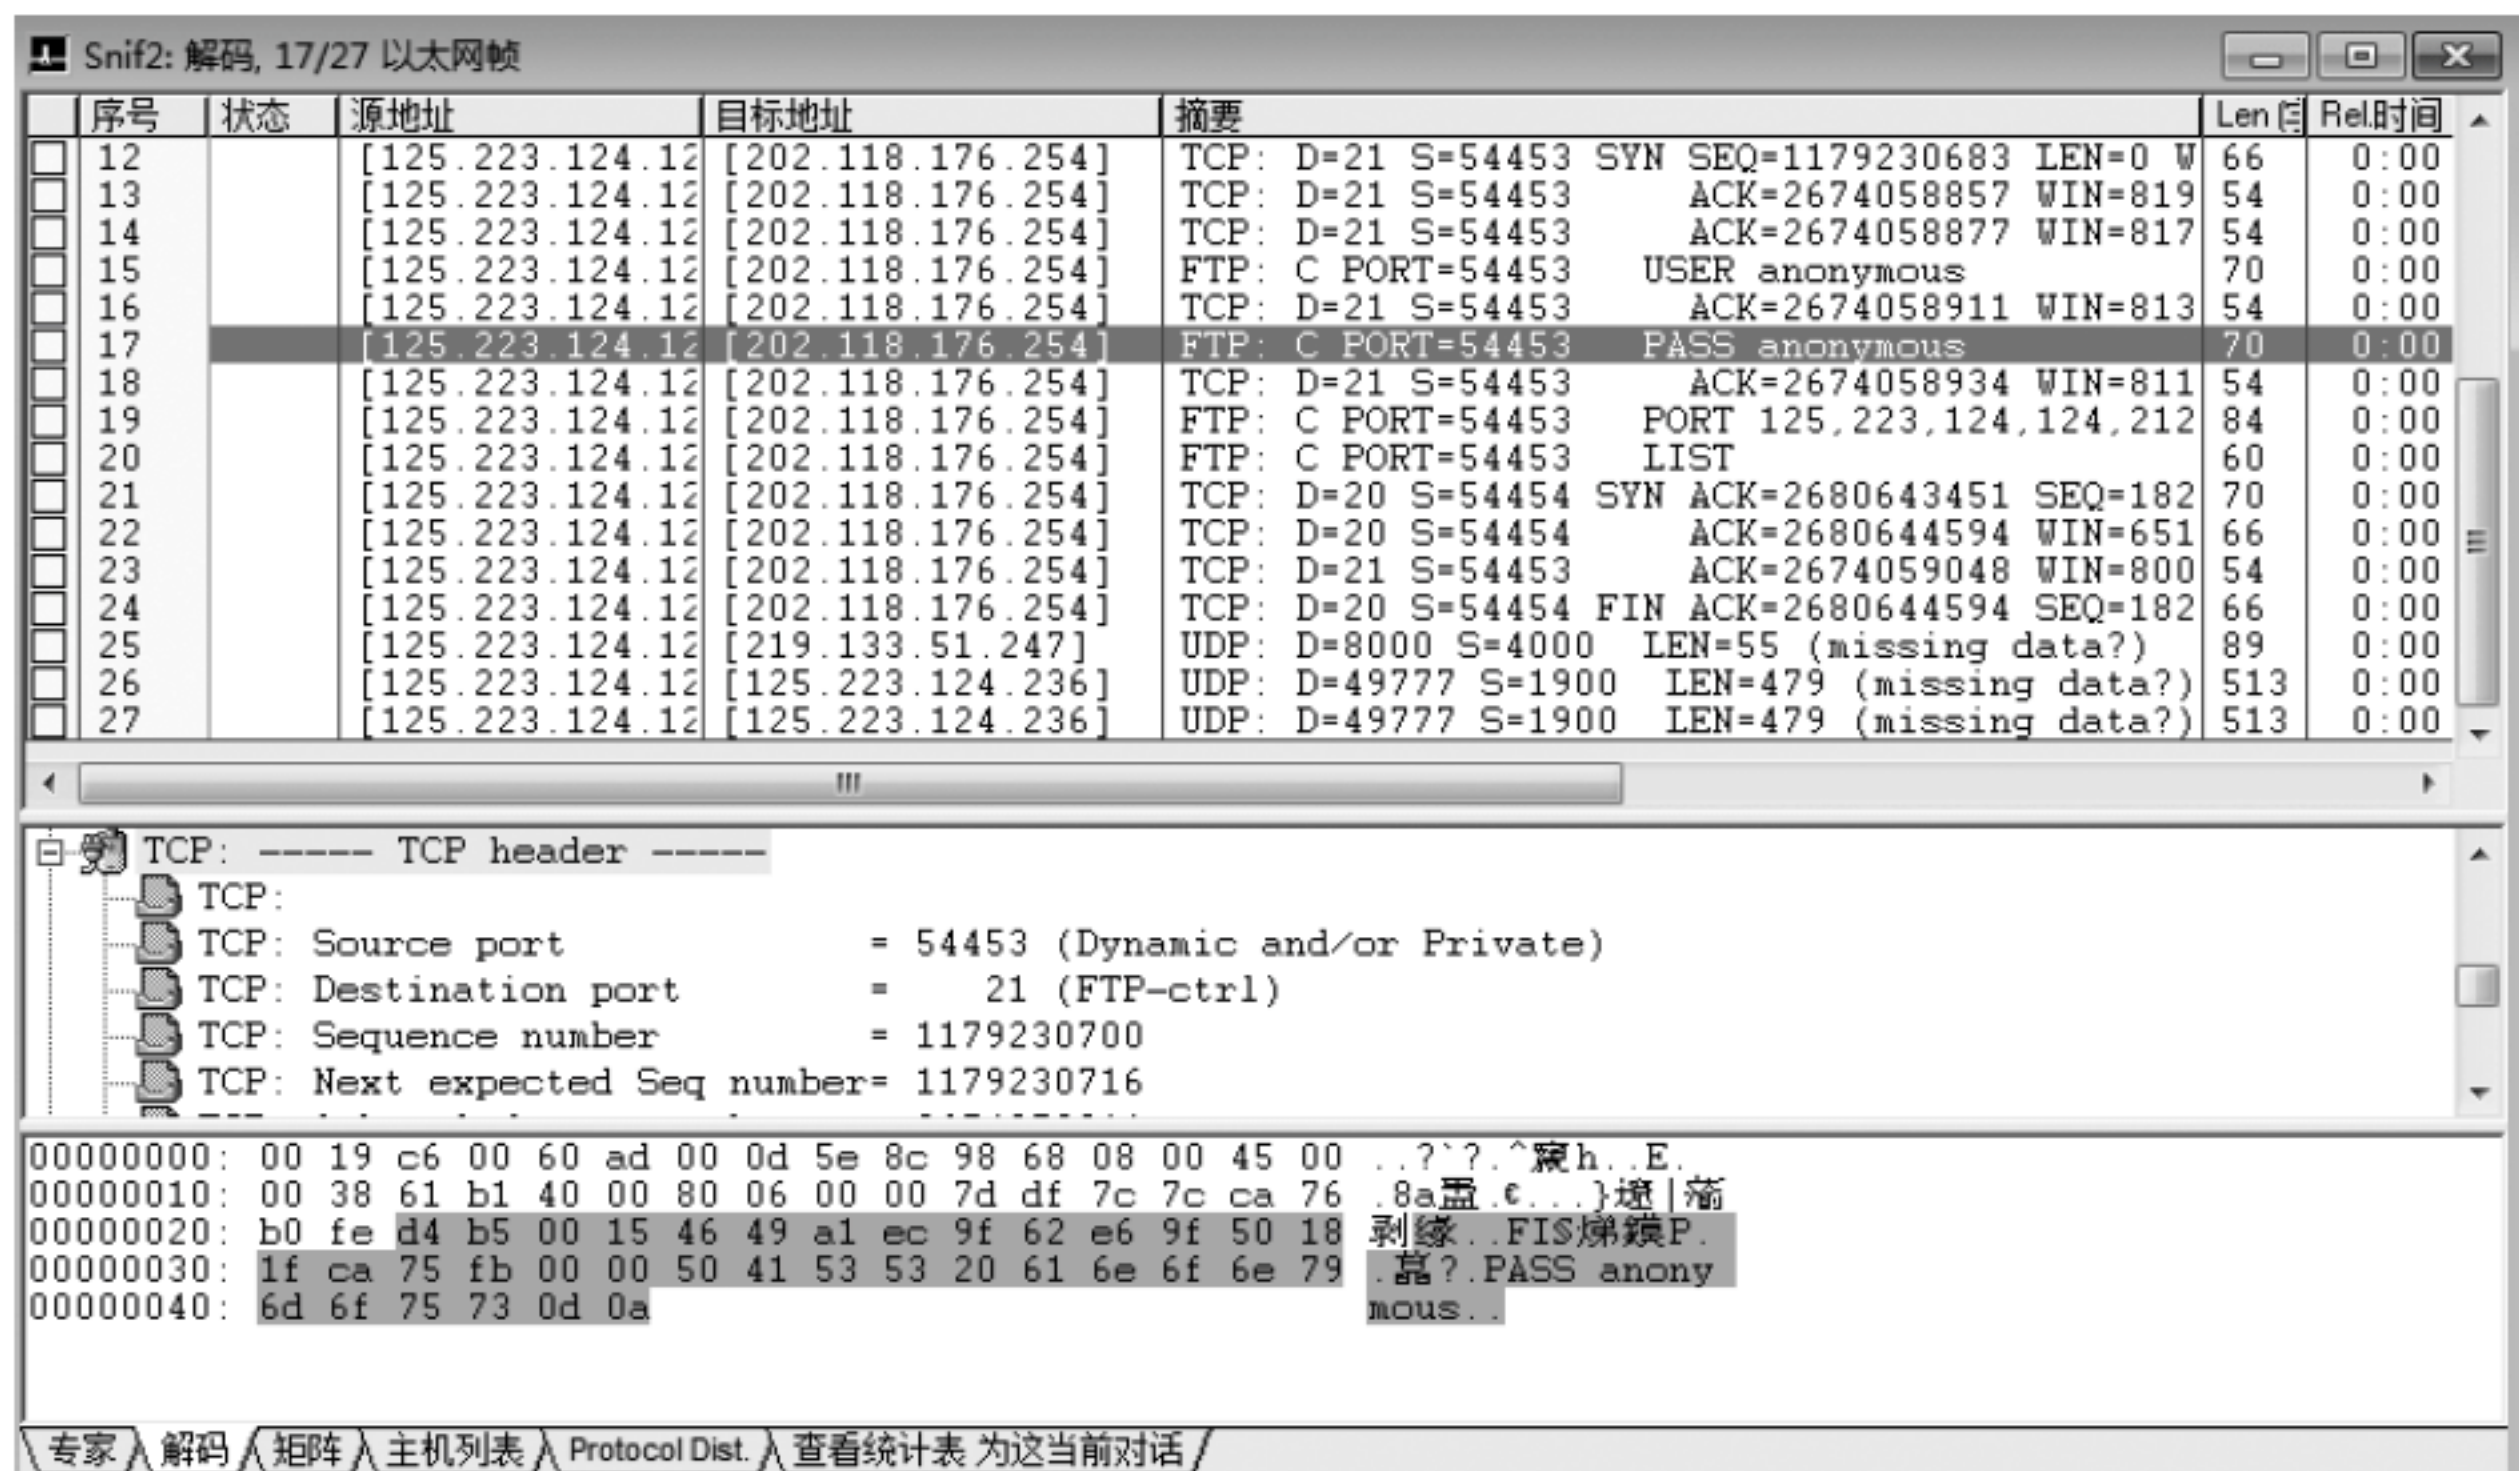 Snif2: 解码, 17/27 以太网帧
序号 状态 源地址 目标地址 摘要 Len Rel.时间
12 [125.223.124.12 [202.118.176.254] TCP: D=21 S=54453 SYN SEQ=1179230683 LEN=0 W 66 0:00
13 [125.223.124.12 [202.118.176.254] TCP: D=21 S=54453 ACK=2674058857 WIN=819 54 0:00
14 [125.223.124.12 [202.118.176.254] TCP: D=21 S=54453 ACK=2674058877 WIN=817 54 0:00
15 [125.223.124.12 [202.118.176.254] FTP: C PORT=54453 USER anonymous 70 0:00
16 [125.223.124.12 [202.118.176.254] TCP: D=21 S=54453 ACK=2674058911 WIN=813 54 0:00
17 [125.223.124.12 [202.118.176.254] FTP: C PORT=54453 PASS anonymous 70 0:00
18 [125.223.124.12 [202.118.176.254] TCP: D=21 S=54453 ACK=2674058934 WIN=811 54 0:00
19 [125.223.124.12 [202.118.176.254] FTP: C PORT=54453 PORT 125,223,124,124,212 84 0:00
20 [125.223.124.12 [202.118.176.254] FTP: C PORT=54453 LIST 60 0:00
21 [125.223.124.12 [202.118.176.254] TCP: D=20 S=54454 SYN ACK=2680643451 SEQ=182 70 0:00
22 [125.223.124.12 [202.118.176.254] TCP: D=20 S=54454 ACK=2680644594 WIN=651 66 0:00
23 [125.223.124.12 [202.118.176.254] TCP: D=21 S=54453 ACK=2674059048 WIN=800 54 0:00
24 [125.223.124.12 [202.118.176.254] TCP: D=20 S=54454 FIN ACK=2680644594 SEQ=182 66 0:00
25 [125.223.124.12 [219.133.51.247] UDP: D=8000 S=4000 LEN=55 (missing data?) 89 0:00
26 [125.223.124.12 [125.223.124.236] UDP: D=49777 S=1900 LEN=479 (missing data?) 513 0:00
27 [125.223.124.12 [125.223.124.236] UDP: D=49777 S=1900 LEN=479 (missing data?) 513 0:00
TCP: ----- TCP header -----
TCP:
TCP: Source port = 54453 (Dynamic and/or Private)
TCP: Destination port = 21 (FTP-ctrl)
TCP: Sequence number = 1179230700
TCP: Next expected Seq number= 1179230716
00000000: 00 19 c6 00 60 ad 00 0d 5e 8c 98 68 08 00 45 00 ..?`?.^h..E.
00000010: 00 38 61 b1 40 00 80 06 00 00 7d df 7c 7c ca 76 .8a
00000020: b0 fe d4 b5 00 15 46 49 a1 ec 9f 62 e6 9f 50 18 剥缘..FIS
00000030: 1f ca 75 fb 00 00 50 41 53 53 20 61 6e 6f 6e 79 ?.PASS anony
00000040: 6d 6f 75 73 0d 0a mous..
专家 解码 矩阵 主机列表 Protocol Dist. 查看统计表 为这当前对话